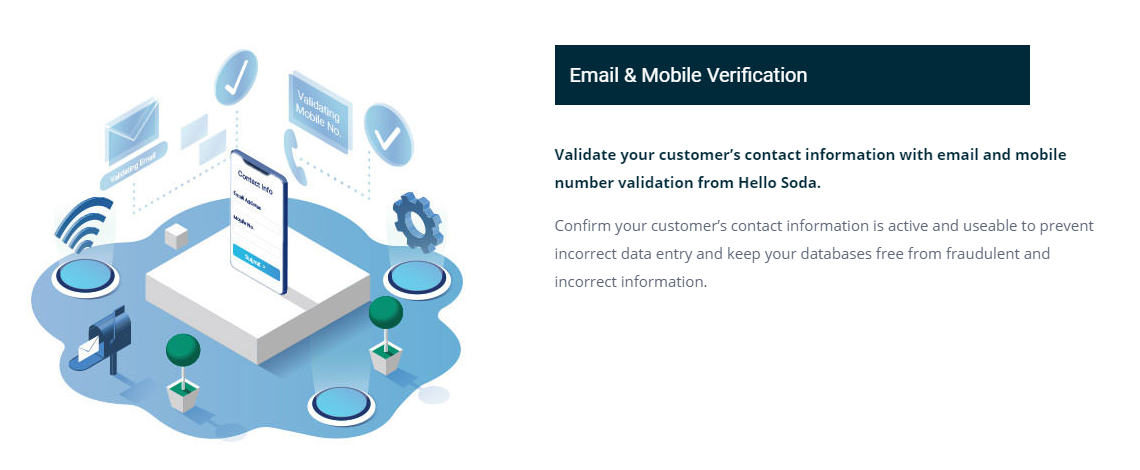 Validating
Mobile No.
Validating Email
Contact Info
Email Address
Mobile No.
Submit >
Email & Mobile Verification
Validate your customer’s contact information with email and mobile
number validation from Hello Soda.
Confirm your customer’s contact information is active and useable to prevent
incorrect data entry and keep your databases free from fraudulent and
incorrect information.